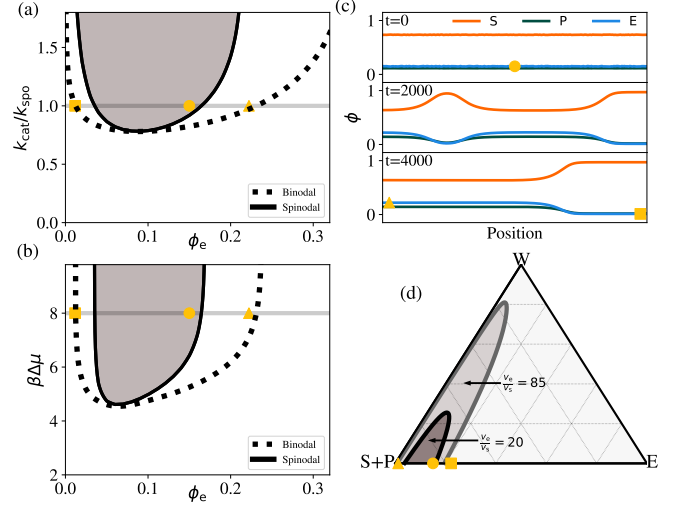 (a)
k_cat/k_spo
1.5
1.0
0.5
0.0
0.0
0.1
0.2
0.3
ϕ_e
Binodal
Spinodal
(b)
βΔμ
8
6
4
2
0.0
0.1
0.2
0.3
ϕ_e
Binodal
Spinodal
(c)
S
P
E
t=0
1
0
t=2000
1
0
t=4000
1
0
ϕ
Position
(d)
W
S+P
E
v_e/v_s = 85
v_e/v_s = 20